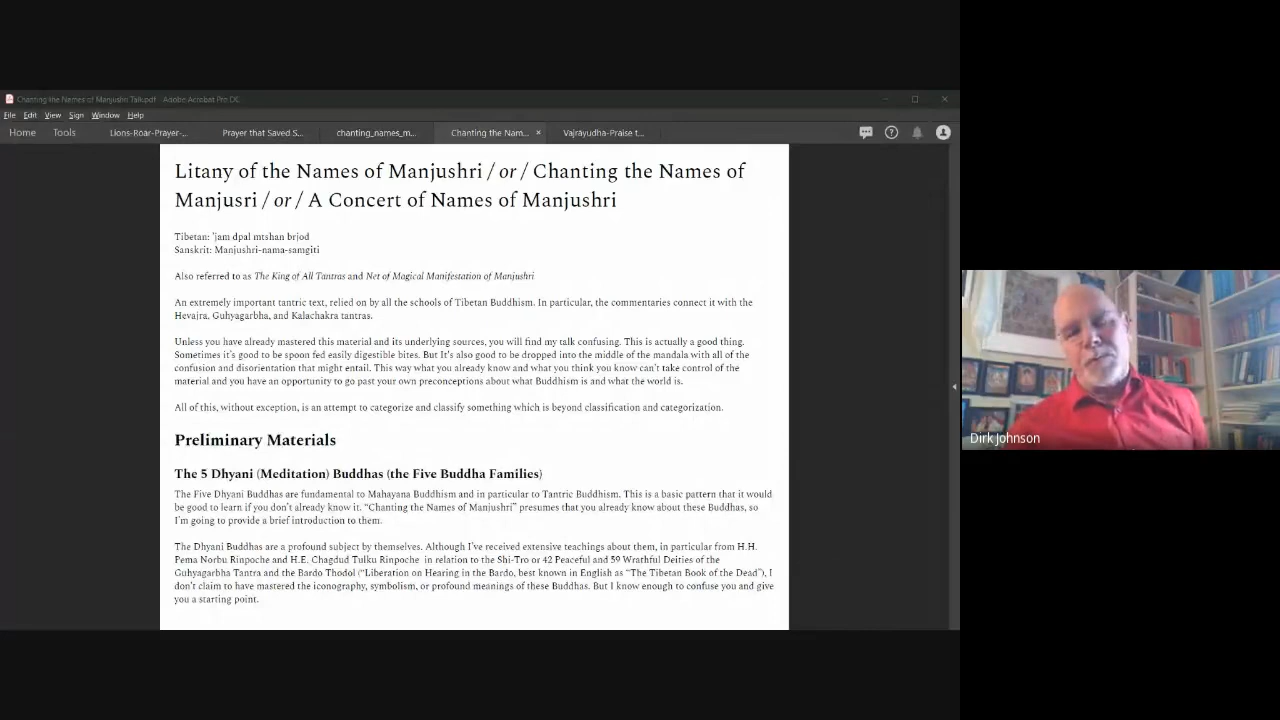 Chanting the Names of Manjushri Talk.pdf - Adobe Acrobat Pro DC
File Edit View Sign Window Help
Home Tools Lions-Roar-Prayer-... Prayer that Saved S... chanting_names_m... Chanting the Nam... × Vajrayudha-Praise t...
Litany of the Names of Manjushri / or / Chanting the Names of
Manjusri / or / A Concert of Names of Manjushri
Tibetan: 'jam dpal mtshan brjod
Sanskrit: Manjushri-nama-samgiti
Also referred to as The King of All Tantras and Net of Magical Manifestation of Manjushri
An extremely important tantric text, relied on by all the schools of Tibetan Buddhism. In particular, the commentaries connect it with the
Hevajra, Guhyagarbha, and Kalachakra tantras.
Unless you have already mastered this material and its underlying sources, you will find my talk confusing. This is actually a good thing.
Sometimes it's good to be spoon fed easily digestible bites. But It's also good to be dropped into the middle of the mandala with all of the
confusion and disorientation that might entail. This way what you already know and what you think you know can't take control of the
material and you have an opportunity to go past your own preconceptions about what Buddhism is and what the world is.
All of this, without exception, is an attempt to categorize and classify something which is beyond classification and categorization.
Preliminary Materials
The 5 Dhyani (Meditation) Buddhas (the Five Buddha Families)
The Five Dhyani Buddhas are fundamental to Mahayana Buddhism and in particular to Tantric Buddhism. This is a basic pattern that it would
be good to learn if you don't already know it. “Chanting the Names of Manjushri” presumes that you already know about these Buddhas, so
I'm going to provide a brief introduction to them.
The Dhyani Buddhas are a profound subject by themselves. Although I've received extensive teachings about them, in particular from H.H.
Pema Norbu Rinpoche and H.E. Chagdud Tulku Rinpoche in relation to the Shi-Tro or 42 Peaceful and 59 Wrathful Deities of the
Guhyagarbha Tantra and the Bardo Thodol (“Liberation on Hearing in the Bardo, best known in English as “The Tibetan Book of the Dead”), I
don't claim to have mastered the iconography, symbolism, or profound meanings of these Buddhas. But I know enough to confuse you and give
you a starting point.
Dirk Johnson